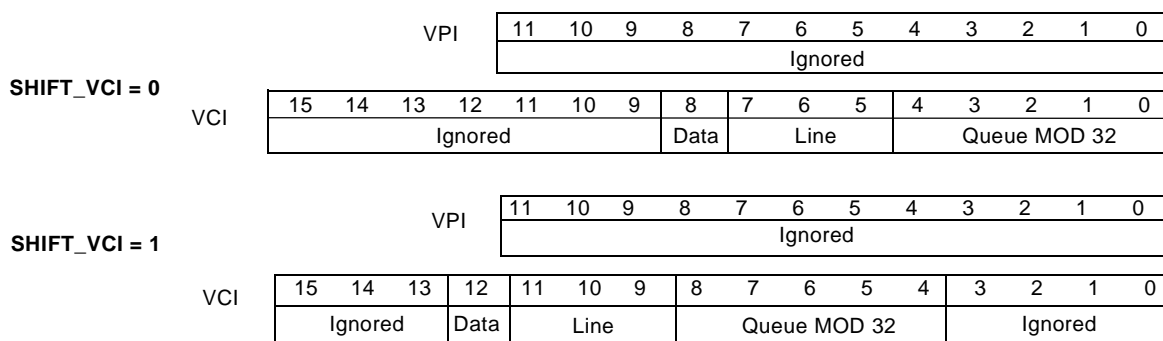 VPI 11 10 9 8 7 6 5 4 3 2 1 0
Ignored
SHIFT_VCI = 0
VCI 15 14 13 12 11 10 9 8 7 6 5 4 3 2 1 0
Ignored Data Line Queue MOD 32
VPI 11 10 9 8 7 6 5 4 3 2 1 0
Ignored
SHIFT_VCI = 1
VCI 15 14 13 12 11 10 9 8 7 6 5 4 3 2 1 0
Ignored Data Line Queue MOD 32 Ignored